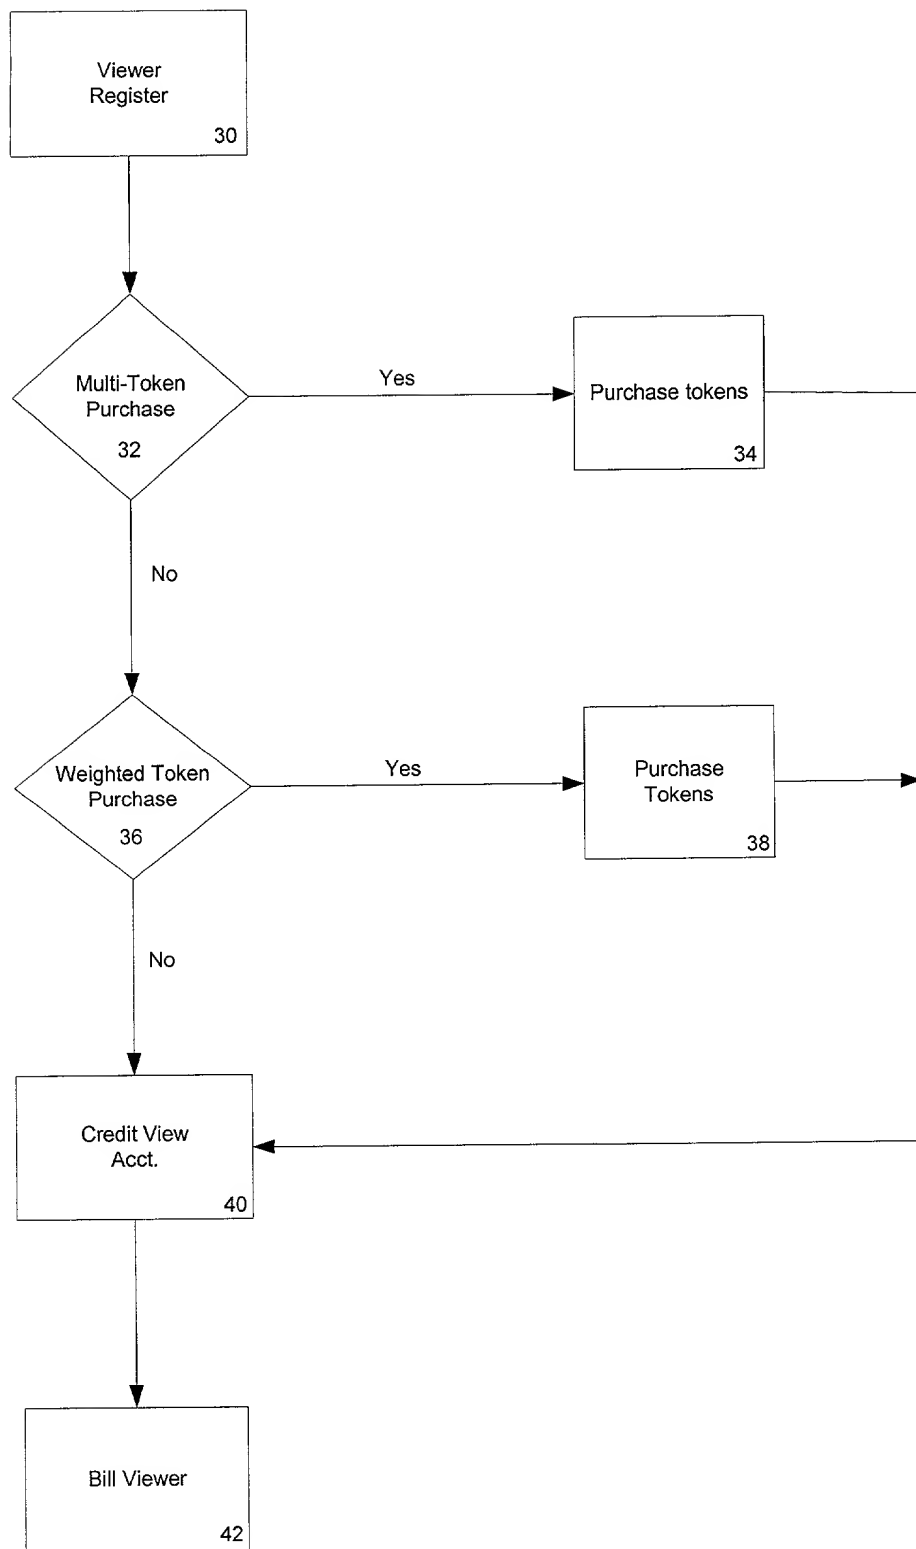 Viewer
Register
30
Multi-Token
Purchase
32
Yes
Purchase tokens
34
No
Weighted Token
Purchase
36
Yes
Purchase
Tokens
38
No
Credit View
Acct.
40
Bill Viewer
42